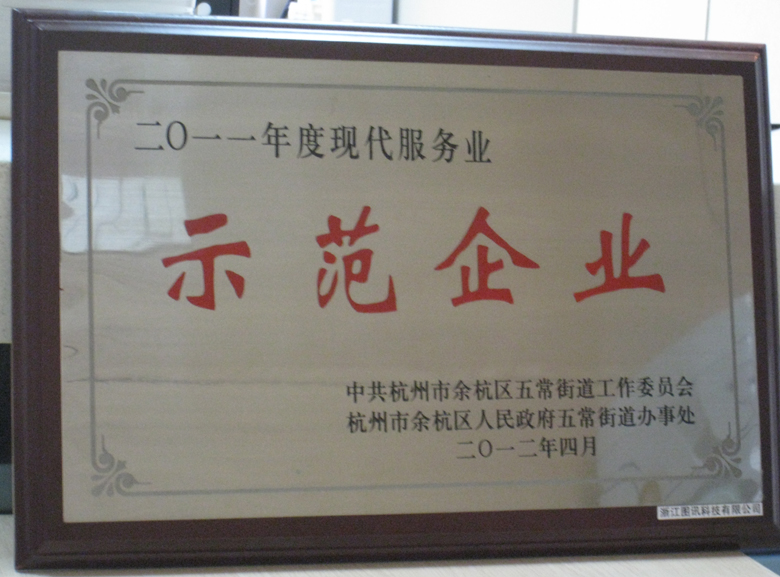 二〇一一年度现代服务业
示范企业
中共杭州市余杭区五常街道工作委员会
杭州市余杭区人民政府五常街道办事处
二〇一二年四月
浙江图讯科技有限公司